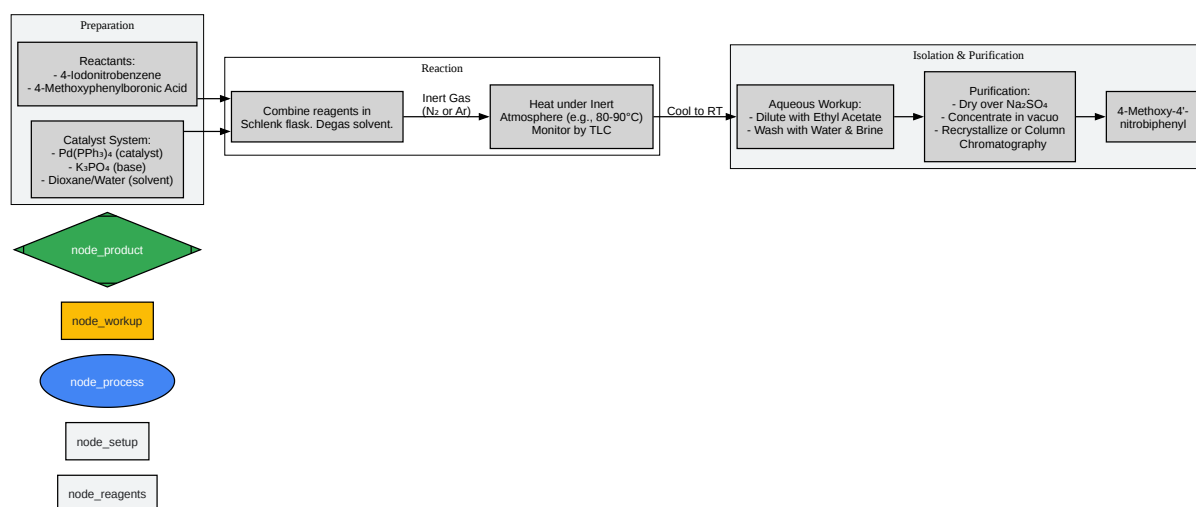 Preparation
Reactants:
- 4-Iodonitrobenzene
- 4-Methoxyphenylboronic Acid
Catalyst System:
- Pd(PPh₃)₄ (catalyst)
- K₃PO₄ (base)
- Dioxane/Water (solvent)
Reaction
Combine reagents in
Schlenk flask. Degas solvent.
Inert Gas
(N₂ or Ar)
Heat under Inert
Atmosphere (e.g., 80-90°C)
Monitor by TLC
Cool to RT
Isolation & Purification
Aqueous Workup:
- Dilute with Ethyl Acetate
- Wash with Water & Brine
Purification:
- Dry over Na₂SO₄
- Concentrate in vacuo
- Recrystallize or Column
Chromatography
4-Methoxy-4'-
nitrobiphenyl
node_product
node_workup
node_process
node_setup
node_reagents